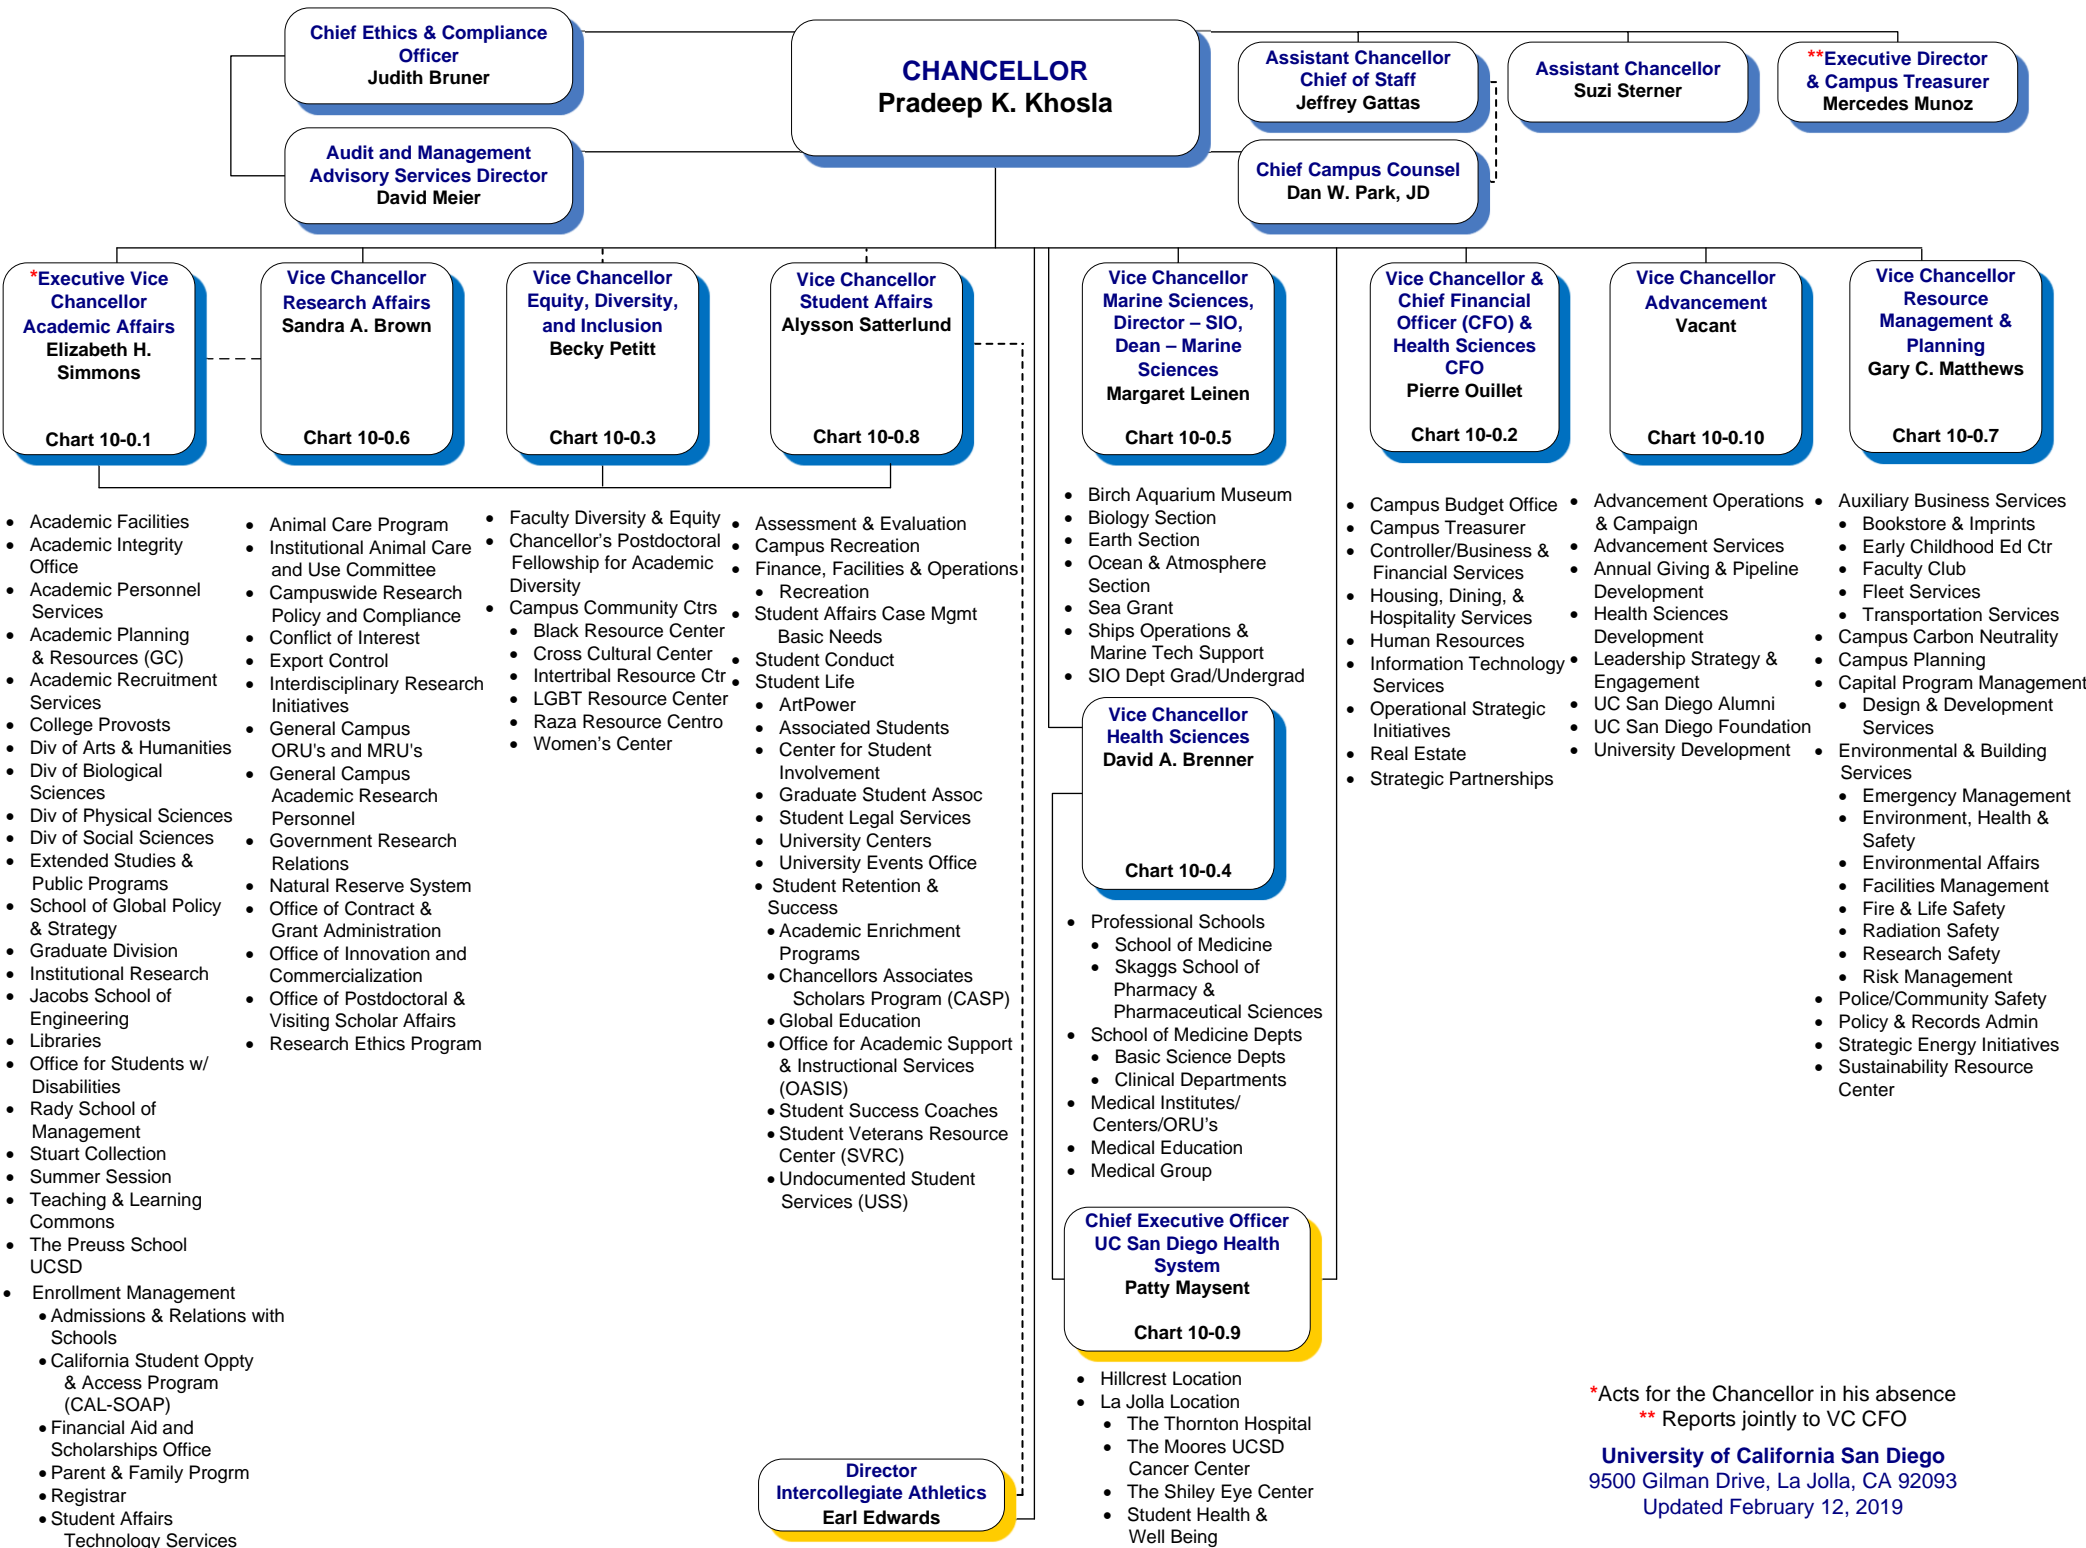 Chief Ethics & Compliance
Officer
Judith Bruner
Audit and Management
Advisory Services Director
David Meier
CHANCELLOR
Pradeep K. Khosla
Assistant Chancellor
Chief of Staff
Jeffrey Gattas
Chief Campus Counsel
Dan W. Park, JD
Assistant Chancellor
Suzi Sterner
**Executive Director
& Campus Treasurer
Mercedes Munoz
*Executive Vice
Chancellor
Academic Affairs
Elizabeth H.
Simmons
Chart 10-0.1
Vice Chancellor
Research Affairs
Sandra A. Brown
Chart 10-0.6
Vice Chancellor
Equity, Diversity,
and Inclusion
Becky Petitt
Chart 10-0.3
Vice Chancellor
Student Affairs
Alysson Satterlund
Chart 10-0.8
Vice Chancellor
Marine Sciences,
Director – SIO,
Dean – Marine
Sciences
Margaret Leinen
Chart 10-0.5
Vice Chancellor &
Chief Financial
Officer (CFO) &
Health Sciences
CFO
Pierre Ouillet
Chart 10-0.2
Vice Chancellor
Advancement
Vacant
Chart 10-0.10
Vice Chancellor
Resource
Management &
Planning
Gary C. Matthews
Chart 10-0.7
• Academic Facilities
• Academic Integrity
Office
• Academic Personnel
Services
• Academic Planning
& Resources (GC)
• Academic Recruitment
Services
• College Provosts
• Div of Arts & Humanities
• Div of Biological
Sciences
• Div of Physical Sciences
• Div of Social Sciences
• Extended Studies &
Public Programs
• School of Global Policy
& Strategy
• Graduate Division
• Institutional Research
• Jacobs School of
Engineering
• Libraries
• Office for Students w/
Disabilities
• Rady School of
Management
• Stuart Collection
• Summer Session
• Teaching & Learning
Commons
• The Preuss School
UCSD
• Enrollment Management
• Admissions & Relations with
Schools
• California Student Oppty
& Access Program
(CAL-SOAP)
• Financial Aid and
Scholarships Office
• Parent & Family Progrm
• Registrar
• Student Affairs
Technology Services
• Animal Care Program
• Institutional Animal Care
and Use Committee
• Campuswide Research
Policy and Compliance
• Conflict of Interest
• Export Control
• Interdisciplinary Research
Initiatives
• General Campus
ORU's and MRU's
• General Campus
Academic Research
Personnel
• Government Research
Relations
• Natural Reserve System
• Office of Contract &
Grant Administration
• Office of Innovation and
Commercialization
• Office of Postdoctoral &
Visiting Scholar Affairs
• Research Ethics Program
• Faculty Diversity & Equity
• Chancellor's Postdoctoral
Fellowship for Academic
Diversity
• Campus Community Ctrs
• Black Resource Center
• Cross Cultural Center
• Intertribal Resource Ctr
• LGBT Resource Center
• Raza Resource Centro
• Women's Center
• Assessment & Evaluation
• Campus Recreation
• Finance, Facilities & Operations
• Recreation
• Student Affairs Case Mgmt
Basic Needs
• Student Conduct
• Student Life
• ArtPower
• Associated Students
• Center for Student
Involvement
• Graduate Student Assoc
• Student Legal Services
• University Centers
• University Events Office
• Student Retention &
Success
• Academic Enrichment
Programs
• Chancellors Associates
Scholars Program (CASP)
• Global Education
• Office for Academic Support
& Instructional Services
(OASIS)
• Student Success Coaches
• Student Veterans Resource
Center (SVRC)
• Undocumented Student
Services (USS)
Director
Intercollegiate Athletics
Earl Edwards
• Birch Aquarium Museum
• Biology Section
• Earth Section
• Ocean & Atmosphere
Section
• Sea Grant
• Ships Operations &
Marine Tech Support
• SIO Dept Grad/Undergrad
Vice Chancellor
Health Sciences
David A. Brenner
Chart 10-0.4
• Professional Schools
• School of Medicine
• Skaggs School of
Pharmacy &
Pharmaceutical Sciences
• School of Medicine Depts
• Basic Science Depts
• Clinical Departments
• Medical Institutes/
Centers/ORU's
• Medical Education
• Medical Group
Chief Executive Officer
UC San Diego Health
System
Patty Maysent
Chart 10-0.9
• Hillcrest Location
• La Jolla Location
• The Thornton Hospital
• The Moores UCSD
Cancer Center
• The Shiley Eye Center
• Student Health &
Well Being
• Campus Budget Office
• Campus Treasurer
• Controller/Business &
Financial Services
• Housing, Dining, &
Hospitality Services
• Human Resources
• Information Technology
Services
• Operational Strategic
Initiatives
• Real Estate
• Strategic Partnerships
• Advancement Operations
& Campaign
• Advancement Services
• Annual Giving & Pipeline
Development
• Health Sciences
Development
• Leadership Strategy &
Engagement
• UC San Diego Alumni
• UC San Diego Foundation
• University Development
• Auxiliary Business Services
• Bookstore & Imprints
• Early Childhood Ed Ctr
• Faculty Club
• Fleet Services
• Transportation Services
• Campus Carbon Neutrality
• Campus Planning
• Capital Program Management
• Design & Development
Services
• Environmental & Building
Services
• Emergency Management
• Environment, Health &
Safety
• Environmental Affairs
• Facilities Management
• Fire & Life Safety
• Radiation Safety
• Research Safety
• Risk Management
• Police/Community Safety
• Policy & Records Admin
• Strategic Energy Initiatives
• Sustainability Resource
Center
*Acts for the Chancellor in his absence
** Reports jointly to VC CFO
University of California San Diego
9500 Gilman Drive, La Jolla, CA 92093
Updated February 12, 2019